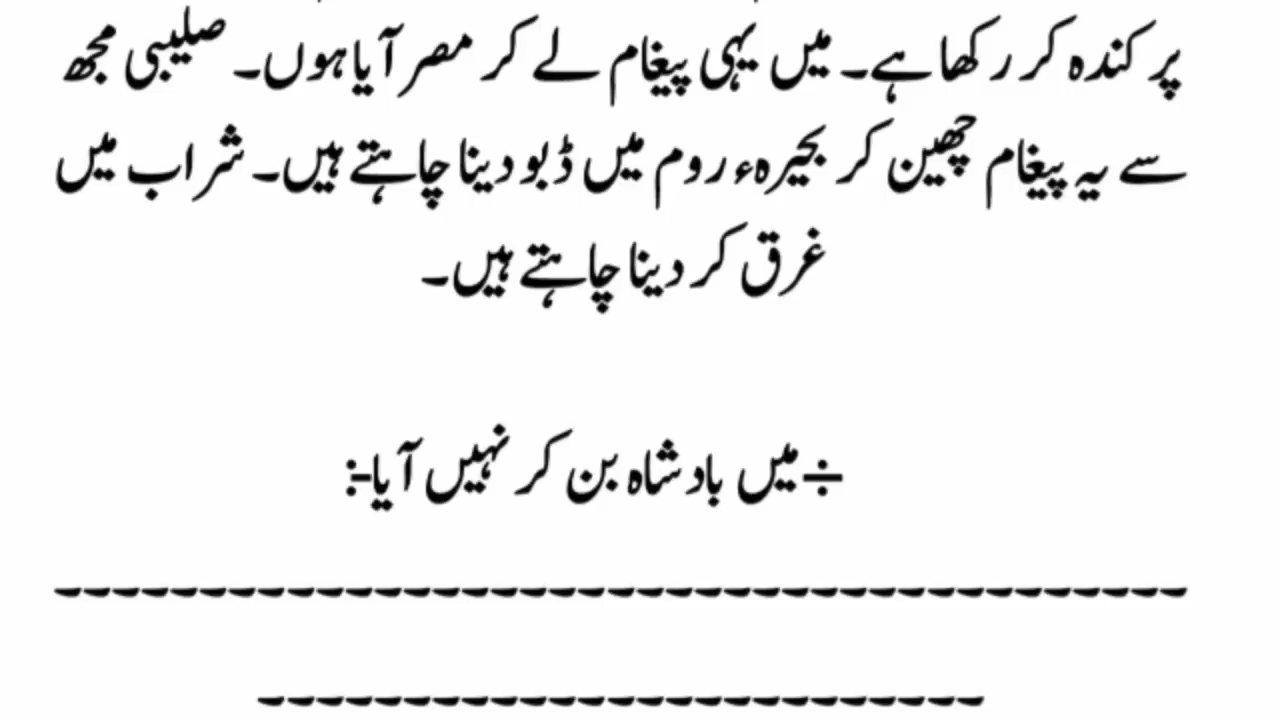 پر کندہ کر رکھا ہے۔ میں یہی پیغام لے کر مصر آیا ہوں۔ صلیبی مجھ
سے یہ پیغام چھین کر بحیرہء روم میں ڈبو دینا چاہتے ہیں۔ شراب میں
غرق کر دینا چاہتے ہیں۔
÷میں بادشاہ بن کر نہیں آیا-:
۔۔۔۔۔۔۔۔۔۔۔۔۔۔۔۔۔۔۔۔۔۔۔۔۔۔۔۔۔۔۔۔۔۔۔۔۔۔۔
۔۔۔۔۔۔۔۔۔۔۔۔۔۔۔۔۔۔۔۔۔۔۔۔۔